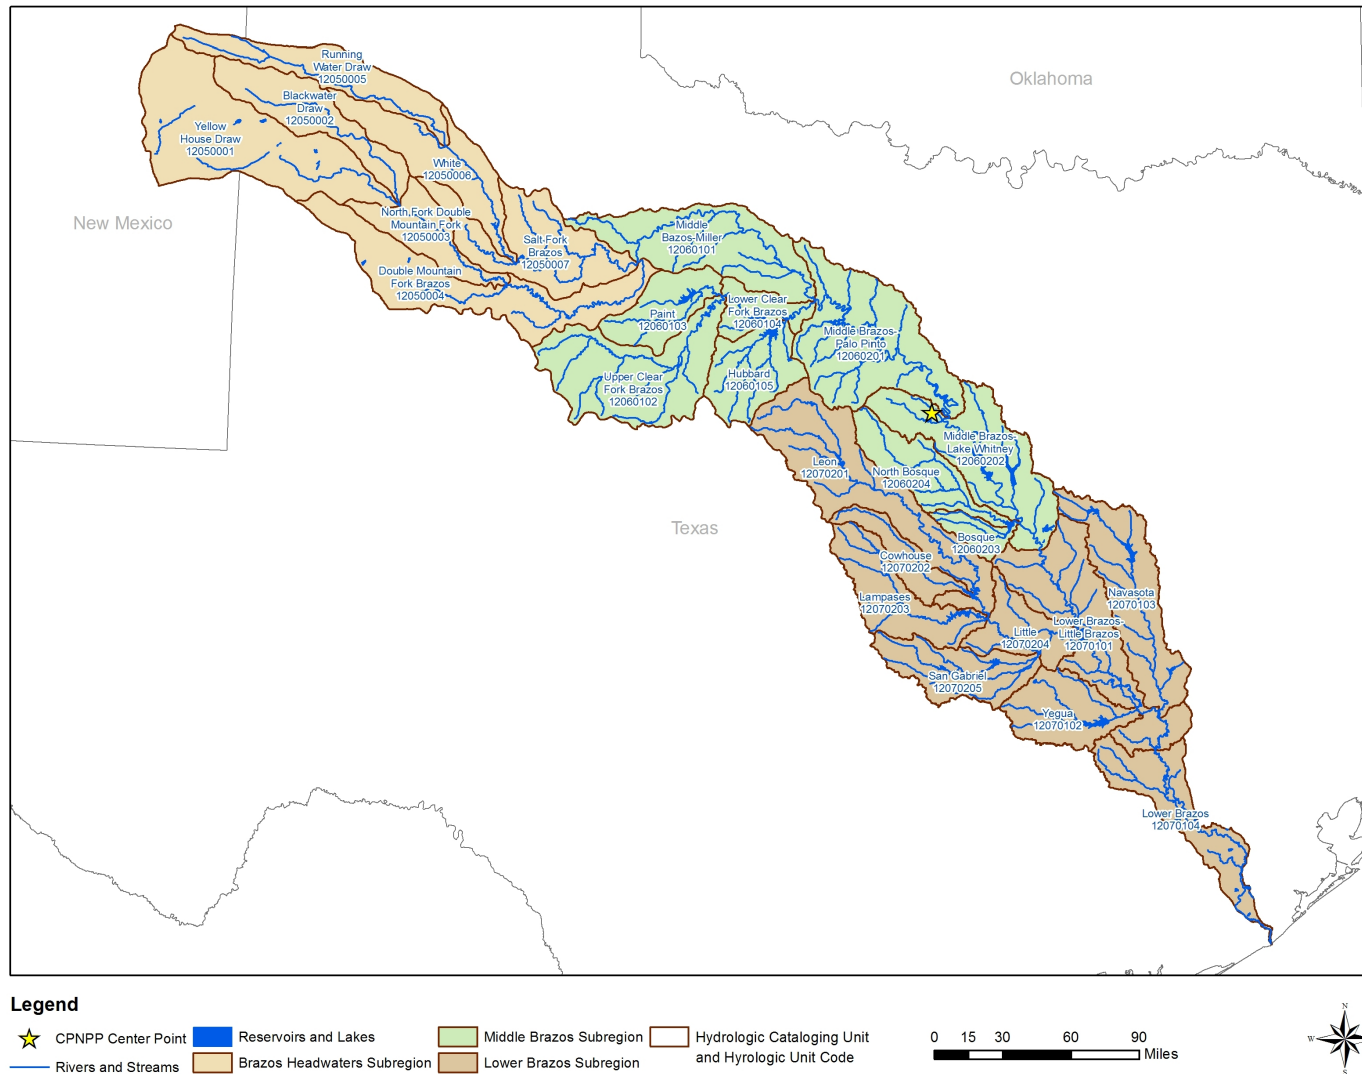 Oklahoma
New Mexico
Texas
Running
Water Draw
12050005
Blackwater
Draw
12050002
Yellow
House Draw
12050001
White
12050006
North Fork Double
Mountain Fork
12050003
Salt Fork
Brazos
12050007
Double Mountain
Fork Brazos
12050004
Middle
Bazos-Miller
12060101
Lower Clear
Fork Brazos
12060104
Paint
12060103
Middle Brazos-
Palo Pinto
12060201
Upper Clear
Fork Brazos
12060102
Hubbard
12060105
Middle Brazos-
Lake Whitney
12060202
Leon
12070201
North Bosque
12060204
Bosque
12060203
Cowhouse
12070202
Lampases
12070203
Navasota
12070103
Lower Brazos-
Little Brazos
12070101
Little
12070204
San Gabriel
12070205
Yegua
12070102
Lower Brazos
12070104
Legend
CPNPP Center Point
Rivers and Streams
Reservoirs and Lakes
Brazos Headwaters Subregion
Middle Brazos Subregion
Lower Brazos Subregion
Hydrologic Cataloging Unit
and Hyrologic Unit Code
0 15 30 60 90
Miles
N
W
S